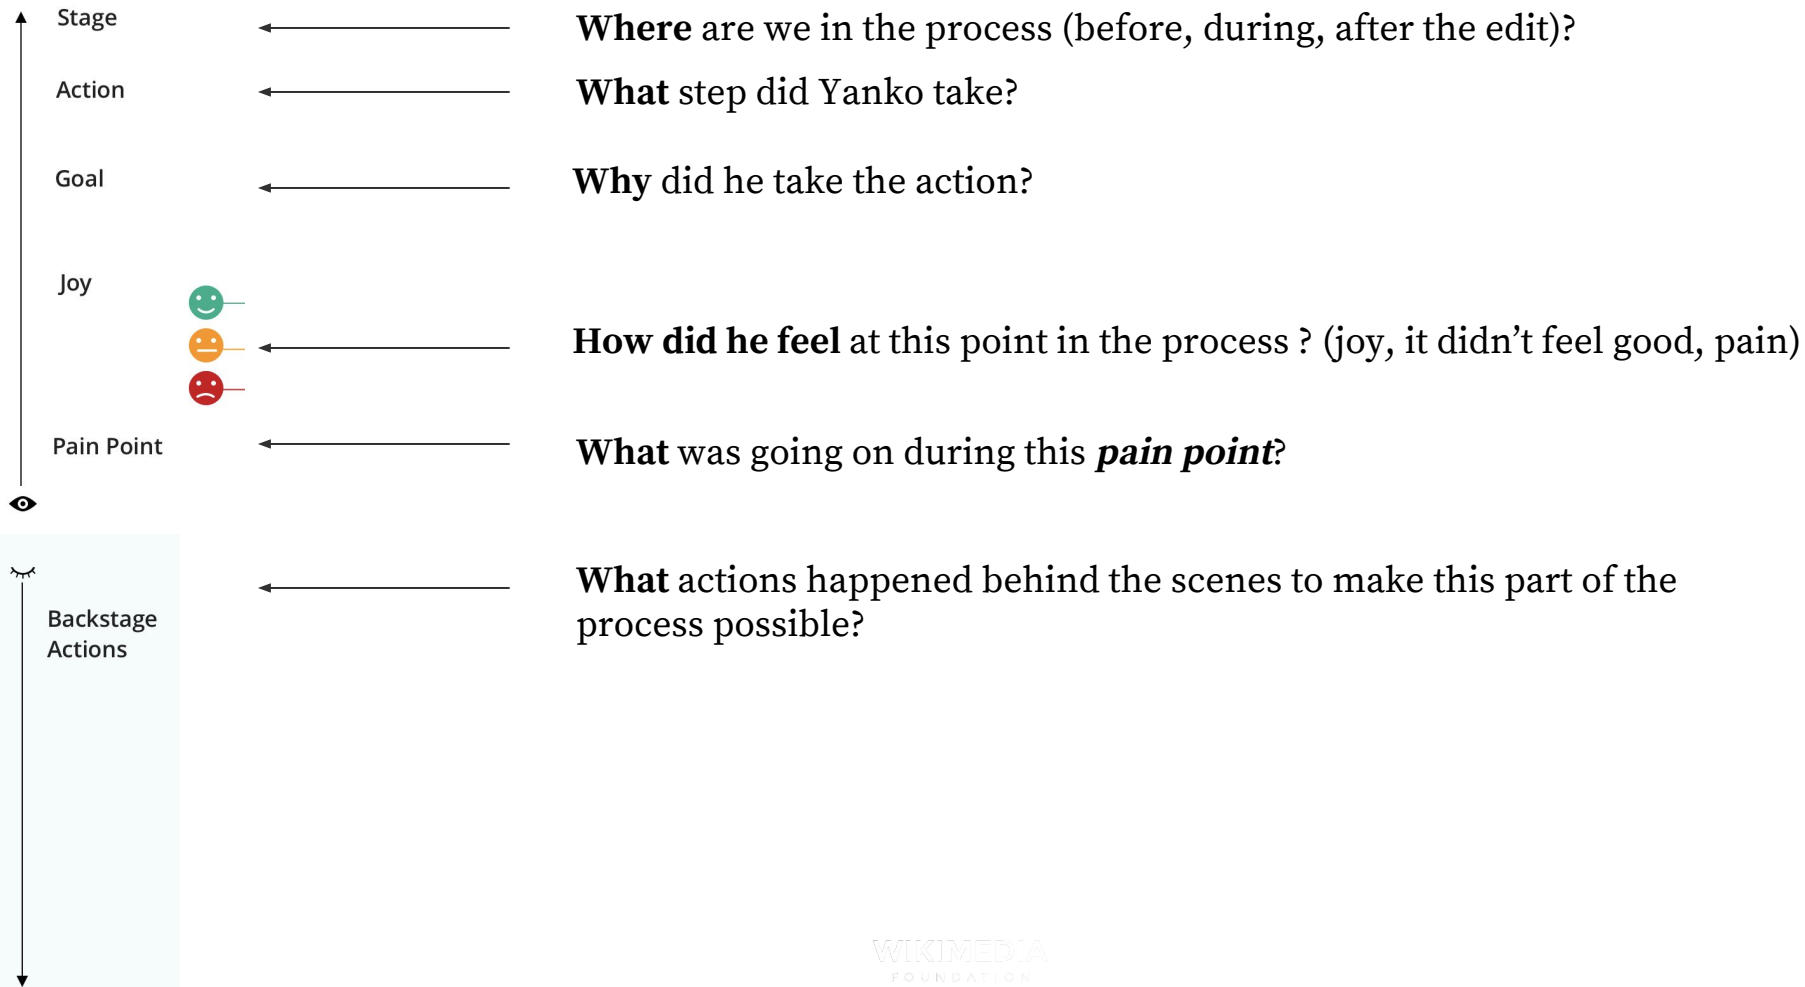 Stage
Where are we in the process (before, during, after the edit)?
Action
What step did Yanko take?
Goal
Why did he take the action?
Joy
How did he feel at this point in the process ? (joy, it didn’t feel good, pain)
Pain Point
What was going on during this pain point?
What actions happened behind the scenes to make this part of the
process possible?
Backstage
Actions
WIKIMEDIA
FOUNDATION